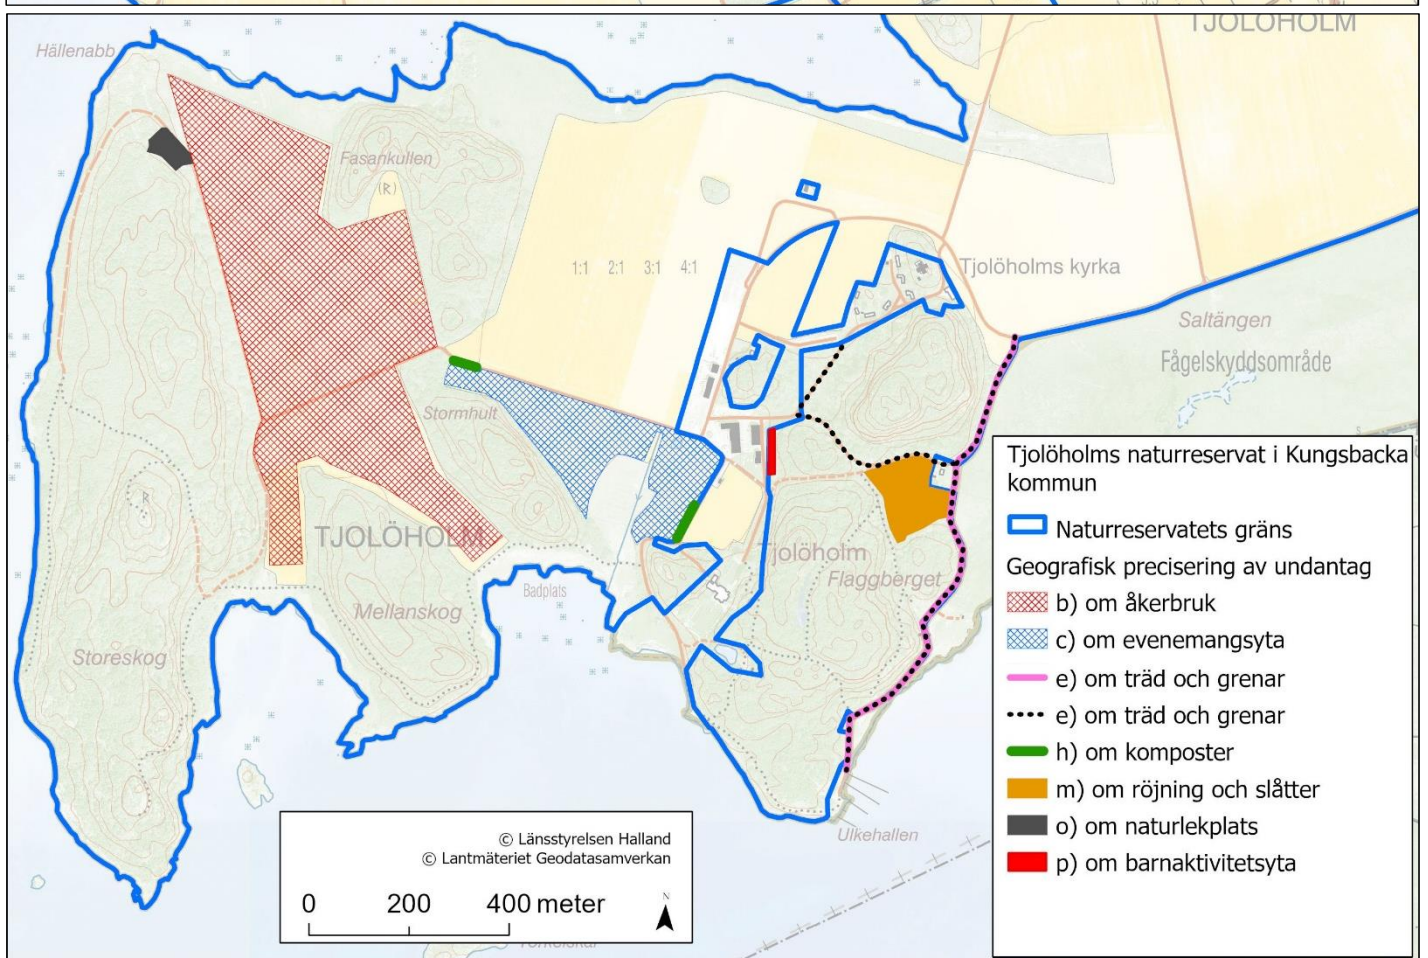 TJOLÖHOLM
Hällenabb
Fasankullen
(R)
1:1 2:1 3:1 4:1
Tjolöholms kyrka
Saltängen
Fågelskyddsområde
Stormhult
R
TJOLÖHOLM
Tjolöholm
Flaggberget
Mellanskog
Badplats
Storeskog
Ulkehallen
Tjolöholms naturreservat i Kungsbacka
kommun
Naturreservatets gräns
Geografisk precisering av undantag
b) om åkerbruk
c) om evenemangsyta
e) om träd och grenar
e) om träd och grenar
h) om komposter
m) om röjning och slåtter
o) om naturlekplats
p) om barnaktivitetsyta
© Länsstyrelsen Halland
© Lantmäteriet Geodatasamverkan
0 200 400 meter
N